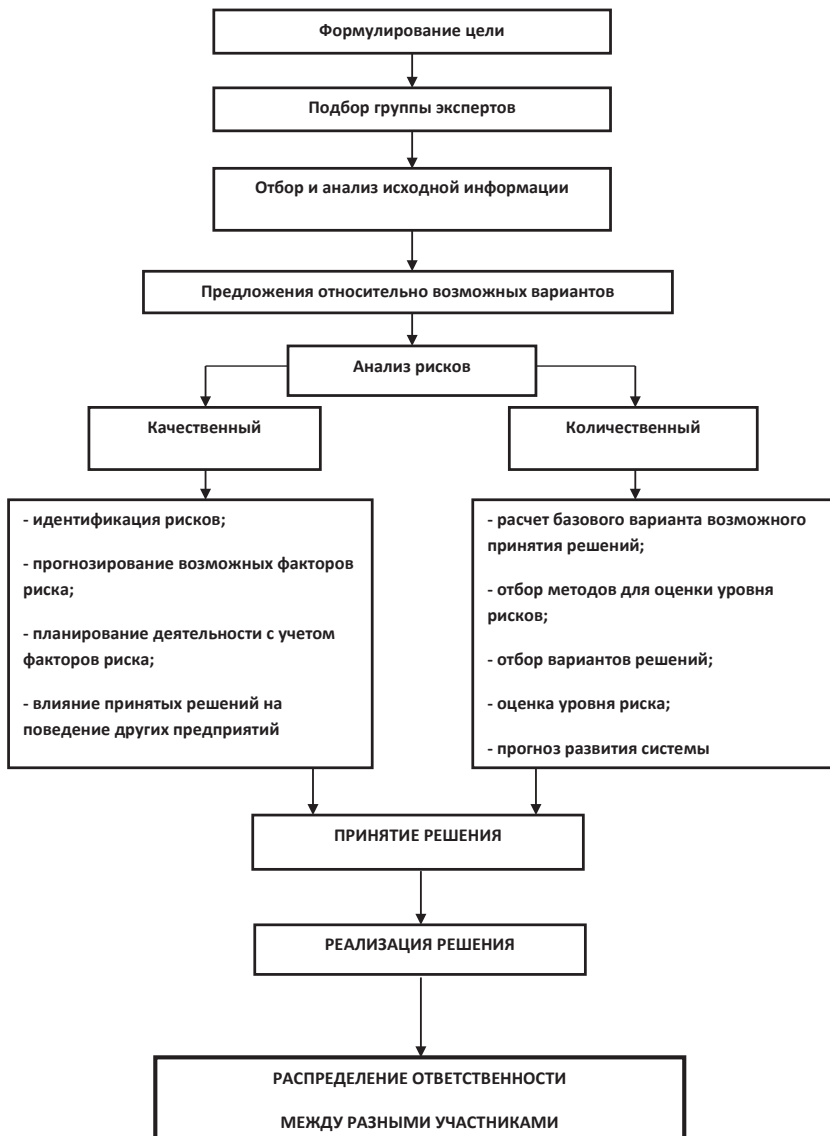 Формулирование цели
Подбор группы экспертов
Отбор и анализ исходной информации
Предложения относительно возможных вариантов
Анализ рисков
Качественный
Количественный
- идентификация рисков;
- прогнозирование возможных факторов
риска;
- планирование деятельности с учетом
факторов риска;
- влияние принятых решений на
поведение других предприятий
- расчет базового варианта возможного
принятия решений;
- отбор методов для оценки уровня
рисков;
- отбор вариантов решений;
- оценка уровня риска;
- прогноз развития системы
ПРИНЯТИЕ РЕШЕНИЯ
РЕАЛИЗАЦИЯ РЕШЕНИЯ
РАСПРЕДЕЛЕНИЕ ОТВЕТСТВЕННОСТИ
МЕЖДУ РАЗНЫМИ УЧАСТНИКАМИ